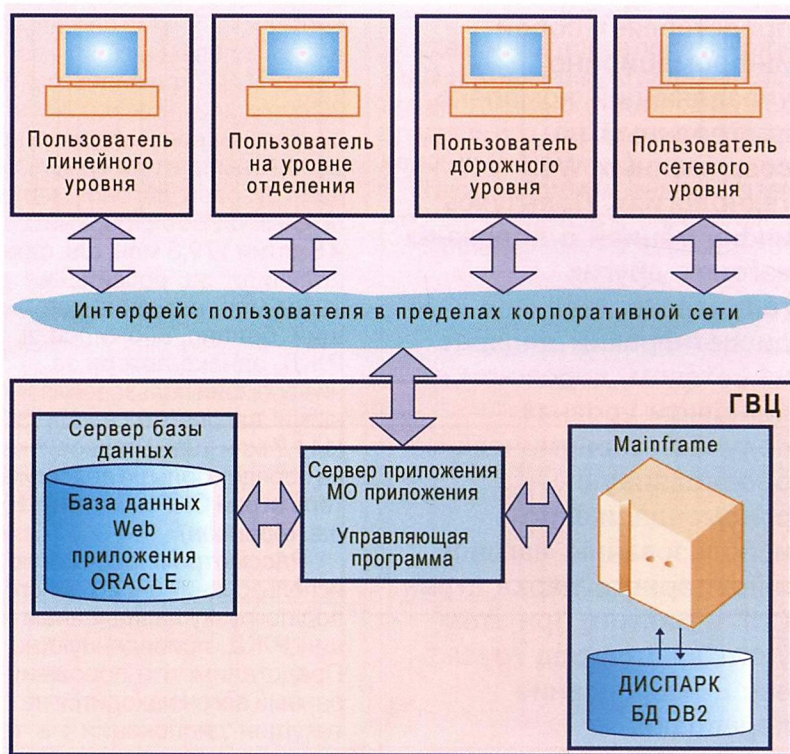 Пользователь
линейного
уровня
Пользователь
на уровне
отделения
Пользователь
дорожного
уровня
Пользователь
сетевого
уровня
Интерфейс пользователя в пределах корпоративной сети
ГВЦ
Сервер базы
данных
База данных
Web
приложения
ORACLE
Сервер приложения
МО приложения
Управляющая
программа
Mainframe
ДИСПАРК
БД DB2